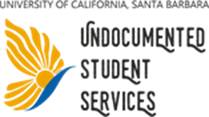 UNIVERSITY OF CALIFORNIA, SANTA BARBARA
UNDOCUMENTED
STUDENT
SERVICES